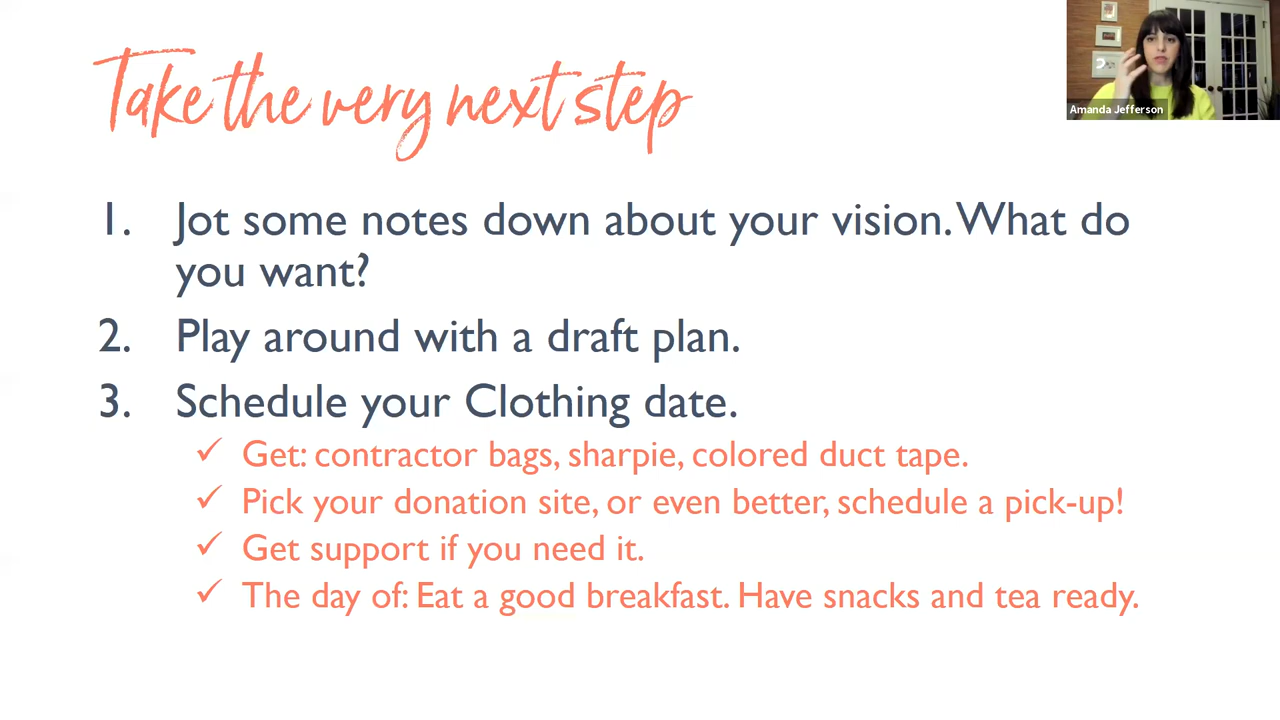 Take the very next step
Amanda Jefferson
1. Jot some notes down about your vision. What do
you want?
2. Play around with a draft plan.
3. Schedule your Clothing date.
✓ Get: contractor bags, sharpie, colored duct tape.
✓ Pick your donation site, or even better, schedule a pick-up!
✓ Get support if you need it.
✓ The day of: Eat a good breakfast. Have snacks and tea ready.